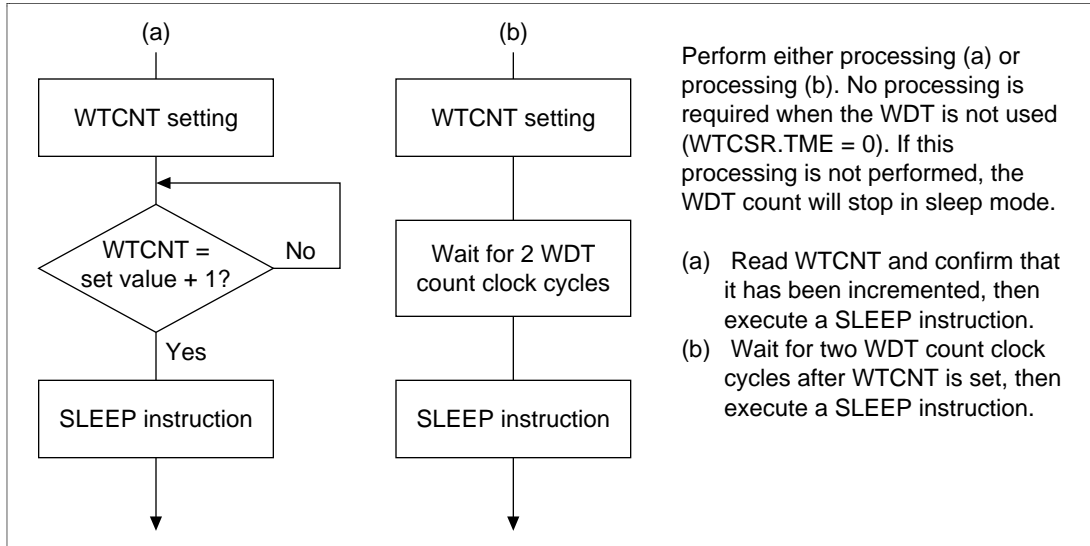 (a)
WTCNT setting
WTCNT =
set value + 1?
No
Yes
SLEEP instruction
(b)
WTCNT setting
Wait for 2 WDT
count clock cycles
SLEEP instruction
Perform either processing (a) or
processing (b). No processing is
required when the WDT is not used
(WTCSR.TME = 0). If this
processing is not performed, the
WDT count will stop in sleep mode.
(a) Read WTCNT and confirm that
it has been incremented, then
execute a SLEEP instruction.
(b) Wait for two WDT count clock
cycles after WTCNT is set, then
execute a SLEEP instruction.